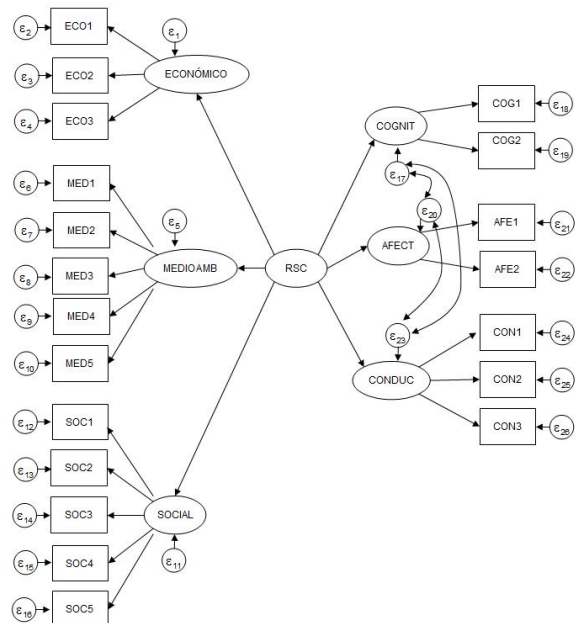 ε2
ECO1
ε1
ε3
ECO2
ECONÓMICO
ε4
ECO3
ε6
MED1
ε7
MED2
ε5
ε8
MED3
MEDIOAMB
ε9
MED4
ε10
MED5
ε12
SOC1
ε13
SOC2
ε14
SOC3
SOCIAL
ε11
ε15
SOC4
ε16
SOC5
RSC
COGNIT
COG1
ε18
COG2
ε19
ε17
ε20
AFECT
AFE1
ε21
AFE2
ε22
ε23
CONDUC
CON1
ε24
CON2
ε25
CON3
ε26